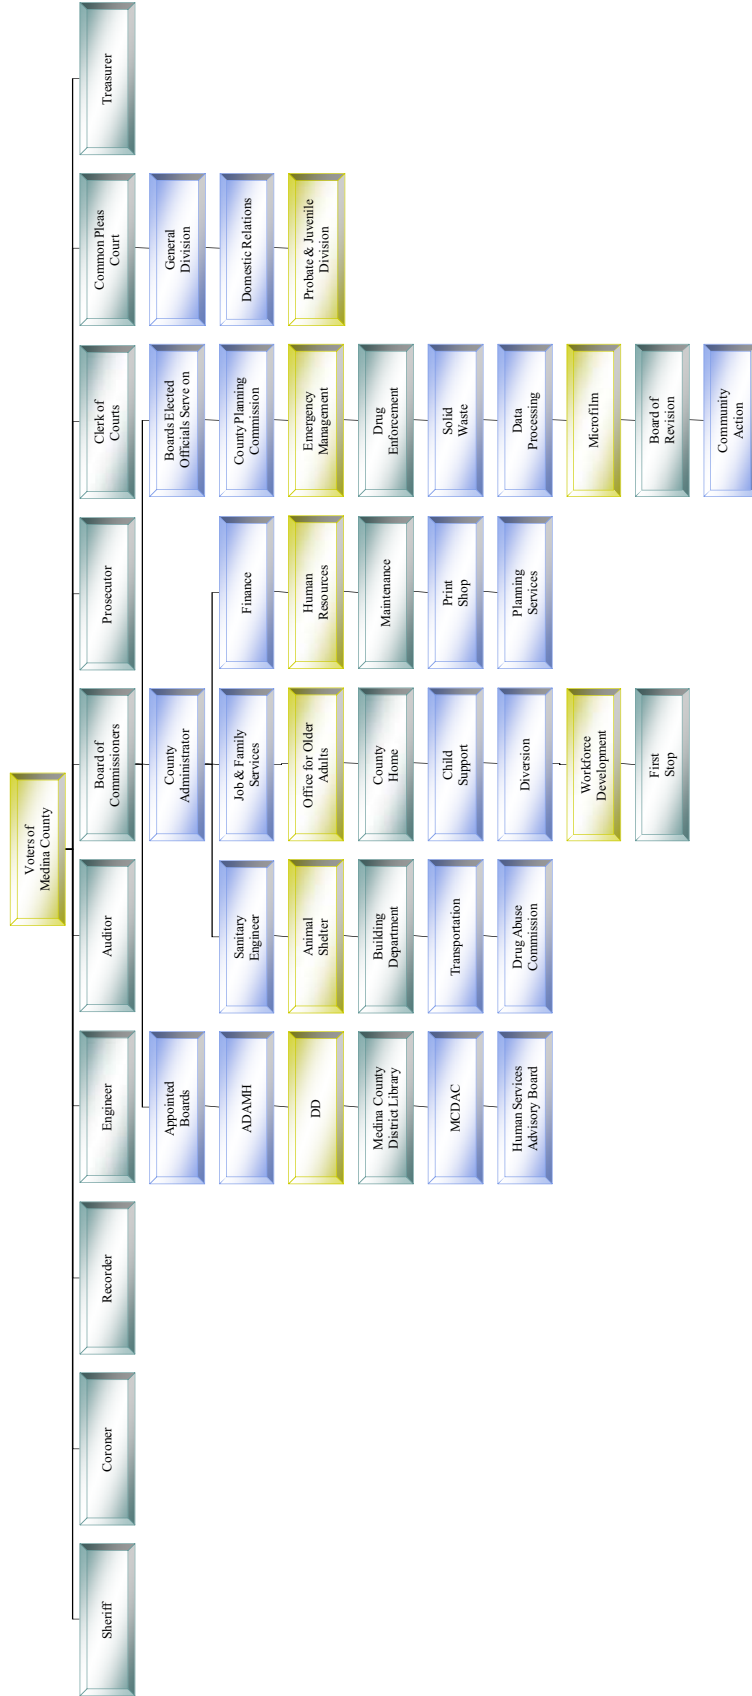 Voters of
Medina County
Sheriff
Coroner
Recorder
Engineer
Auditor
Board of
Commissioners
Prosecutor
Clerk of
Courts
Common Pleas
Court
Treasurer
Appointed
Boards
County
Administrator
Boards Elected
Officials Serve on
General
Division
ADAMH
Sanitary
Engineer
Job & Family
Services
Finance
County Planning
Commission
Domestic Relations
DD
Animal
Shelter
Office for Older
Adults
Human
Resources
Emergency
Management
Probate & Juvenile
Division
Medina County
District Library
Building
Department
County
Home
Maintenance
Drug
Enforcement
MCDAC
Transportation
Child
Support
Print
Shop
Solid
Waste
Human Services
Advisory Board
Drug Abuse
Commission
Diversion
Planning
Services
Data
Processing
Workforce
Development
Microfilm
First
Stop
Board of
Revision
Community
Action